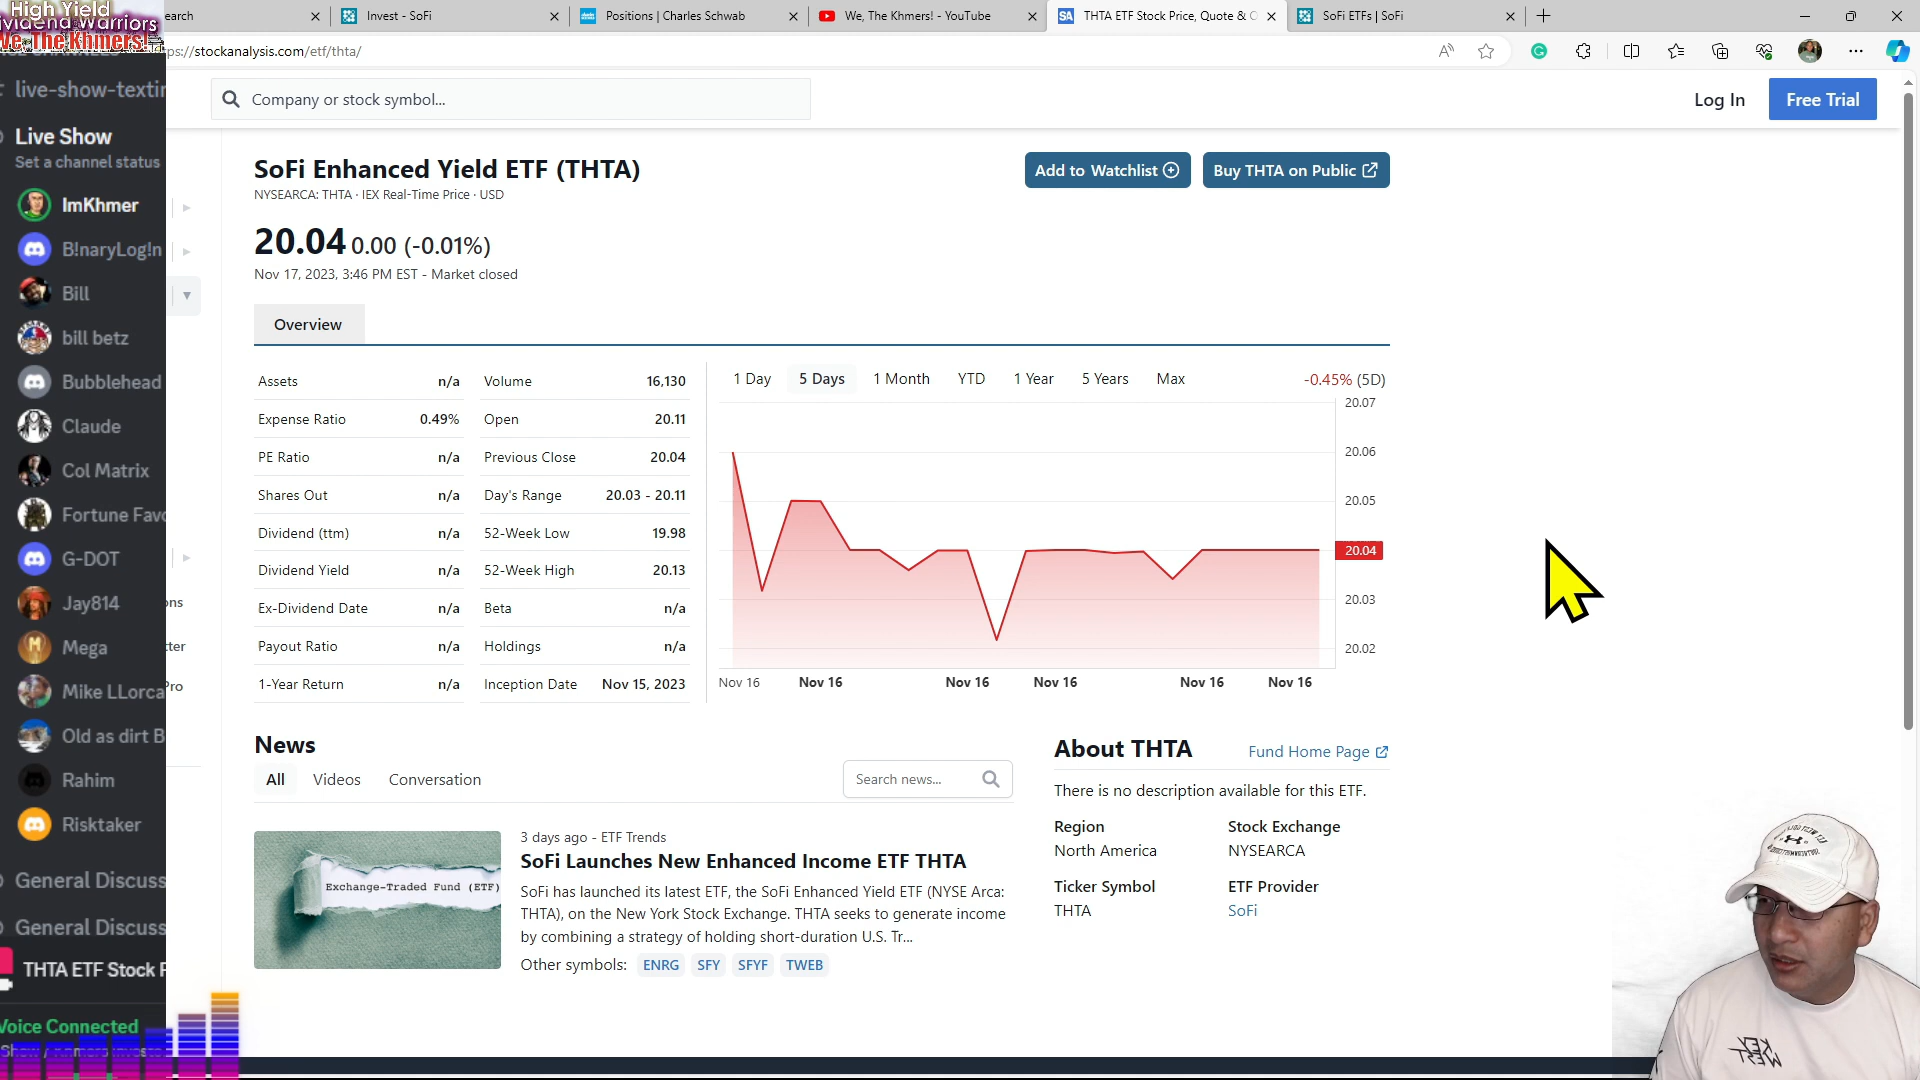 High Yield
Dividend Warriors
We, The Khmers!
earch
Invest - SoFi
Positions | Charles Schwab
We, The Khmers! - YouTube
THTA ETF Stock Price, Quote &
SoFi ETFs | SoFi
ps://stockanalysis.com/etf/thta/
Company or stock symbol...
Log In
Free Trial
live-show-textin
Live Show
Set a channel status
ImKhmer
B!naryLog!n
Bill
bill betz
Bubblehead
Claude
Col Matrix
Fortune Favo
G-DOT
Jay814
Mega
Mike LLorca
Old as dirt B
Rahim
Risktaker
General Discuss
General Discuss
THTA ETF Stock P
Voice Connected
ons
tter
Pro
SoFi Enhanced Yield ETF (THTA)
NYSEARCA: THTA · IEX Real-Time Price · USD
Add to Watchlist
Buy THTA on Public
20.04 0.00 (-0.01%)
Nov 17, 2023, 3:46 PM EST - Market closed
Overview
Assets n/a Volume 16,130
Expense Ratio 0.49% Open 20.11
PE Ratio n/a Previous Close 20.04
Shares Out n/a Day's Range 20.03 - 20.11
Dividend (ttm) n/a 52-Week Low 19.98
Dividend Yield n/a 52-Week High 20.13
Ex-Dividend Date n/a Beta n/a
Payout Ratio n/a Holdings n/a
1-Year Return n/a Inception Date Nov 15, 2023
1 Day 5 Days 1 Month YTD 1 Year 5 Years Max -0.45% (5D)
20.07
20.06
20.05
20.04
20.03
20.02
Nov 16 Nov 16 Nov 16 Nov 16 Nov 16 Nov 16
News
All Videos Conversation
Search news...
Exchange-Traded Fund (ETF)
3 days ago - ETF Trends
SoFi Launches New Enhanced Income ETF THTA
SoFi has launched its latest ETF, the SoFi Enhanced Yield ETF (NYSE Arca:
THTA), on the New York Stock Exchange. THTA seeks to generate income
by combining a strategy of holding short-duration U.S. Tr...
Other symbols: ENRG SFY SFYF TWEB
About THTA
Fund Home Page
There is no description available for this ETF.
Region Stock Exchange
North America NYSEARCA
Ticker Symbol ETF Provider
THTA SoFi